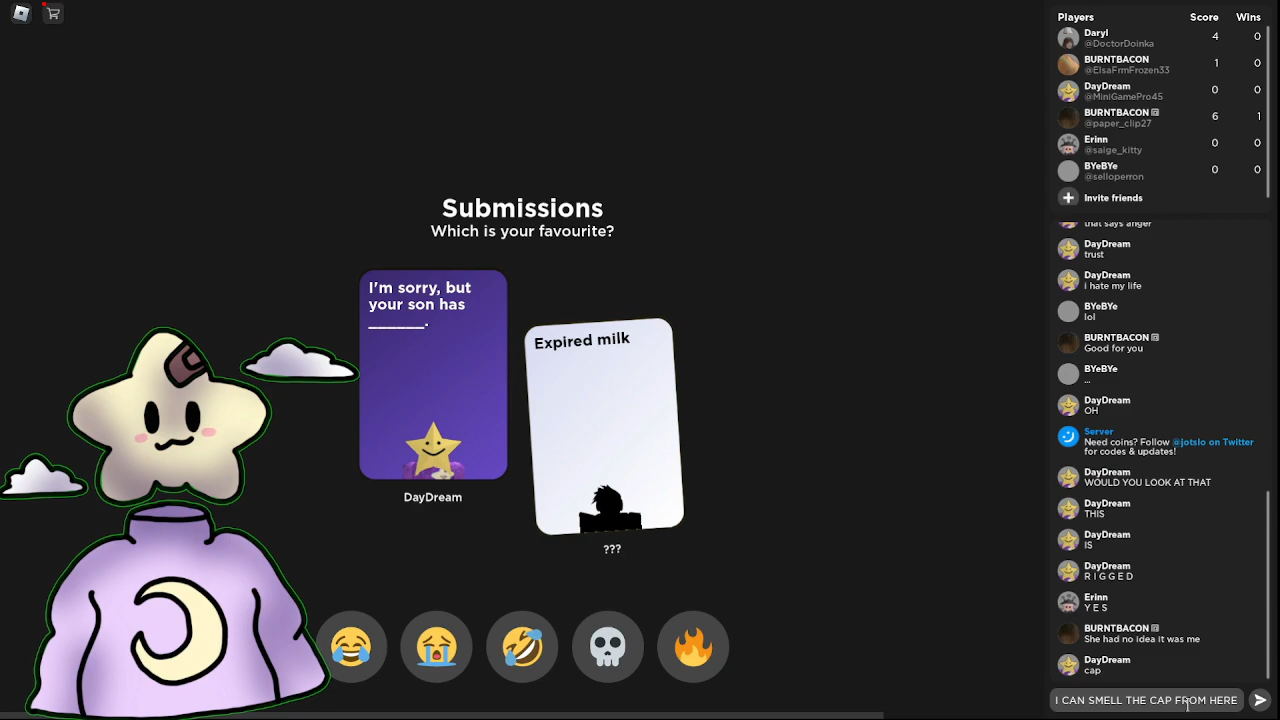 Submissions
Which is your favourite?
I'm sorry, but
your son has
______.
DayDream
Expired milk
???
Players Score Wins
Daryl 4 0
@DoctorDoinka
BURNTBACON 1 0
@ElsaFrmFrozen33
DayDream 0 0
@MiniGamePro45
BURNTBACON 6 1
@paper_clip27
Erinn 0 0
@saige_kitty
BYeBYe 0 0
@selloperron
Invite friends
that says anger
DayDream
trust
DayDream
i hate my life
BYeBYe
lol
BURNTBACON
Good for you
BYeBYe
...
DayDream
OH
Server
Need coins? Follow @jotslo on Twitter
for codes & updates!
DayDream
WOULD YOU LOOK AT THAT
DayDream
THIS
DayDream
IS
DayDream
R I G G E D
Erinn
Y E S
BURNTBACON
She had no idea it was me
DayDream
cap
I CAN SMELL THE CAP FROM HERE